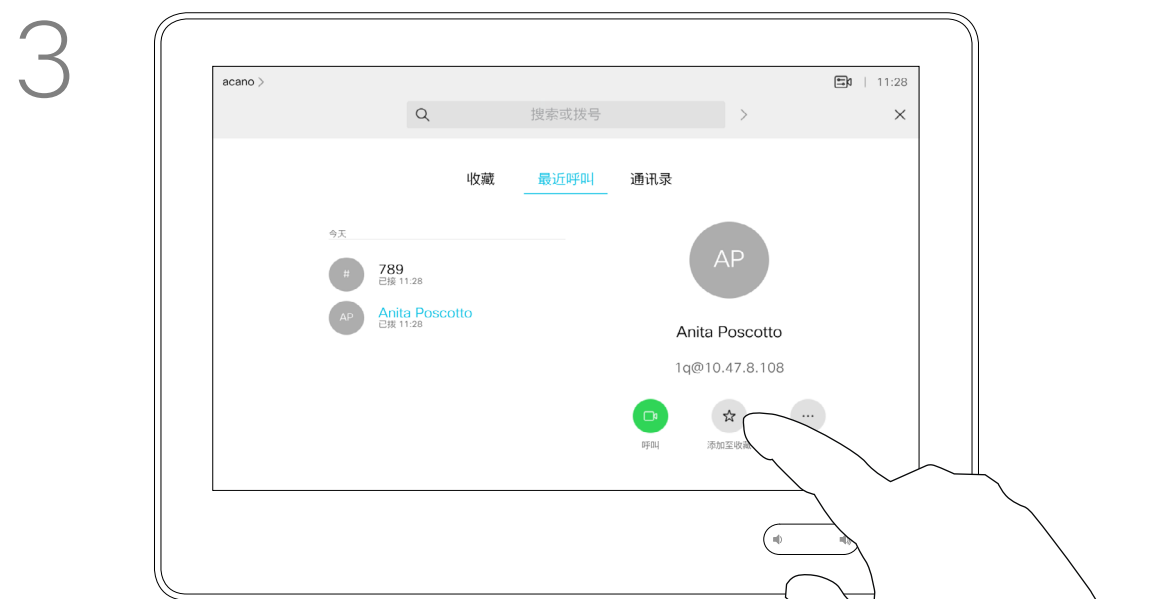 3
acano >
11:28
搜索或拨号
收藏 最近呼叫 通讯录
今天
# 789
已接 11:28
AP Anita Poscotto
已拨 11:28
AP
Anita Poscotto
1q@10.47.8.108
呼叫 添加至收藏